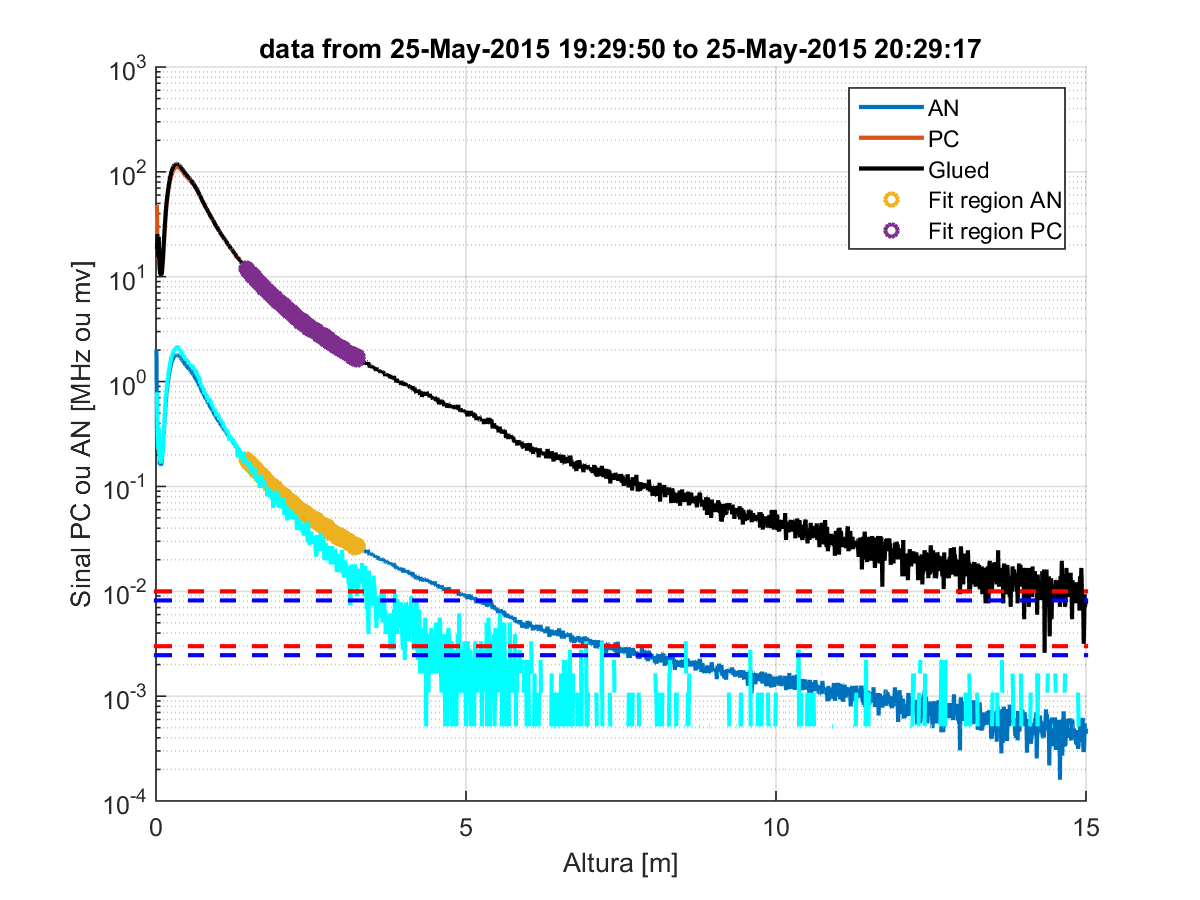 data from 25-May-2015 19:29:50 to 25-May-2015 20:29:17
10^3
10^2
10^1
10^0
10^-1
10^-2
10^-3
10^-4
Sinal PC ou AN [MHz ou mv]
AN
PC
Glued
Fit region AN
Fit region PC
0
5
10
15
Altura [m]